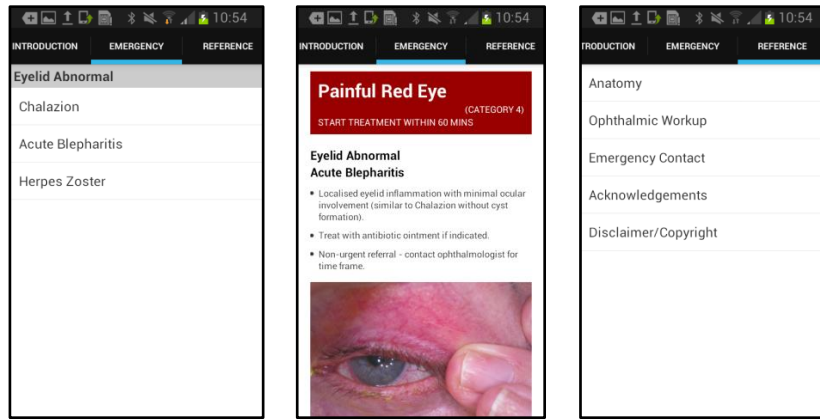 10:54
INTRODUCTION EMERGENCY REFERENCE
Eyelid Abnormal
Chalazion
Acute Blepharitis
Herpes Zoster
10:54
INTRODUCTION EMERGENCY REFERENCE
Painful Red Eye
(CATEGORY 4)
START TREATMENT WITHIN 60 MINS
Eyelid Abnormal
Acute Blepharitis
• Localised eyelid inflammation with minimal ocular
involvement (similar to Chalazion without cyst
formation).
• Treat with antibiotic ointment if indicated.
• Non-urgent referral - contact ophthalmologist for
time frame.
10:54
TRODUCTION EMERGENCY REFERENCE
Anatomy
Ophthalmic Workup
Emergency Contact
Acknowledgements
Disclaimer/Copyright